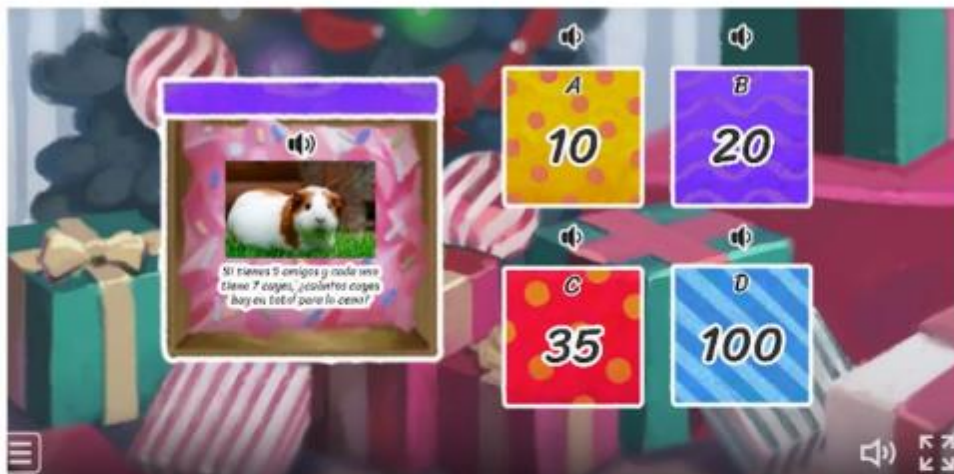 Si tienes 5 amigos y cada uno
tiene 7 cuyes, ¿cuántos cuyes
hay en total para la cena?
A
10
B
20
C
35
D
100